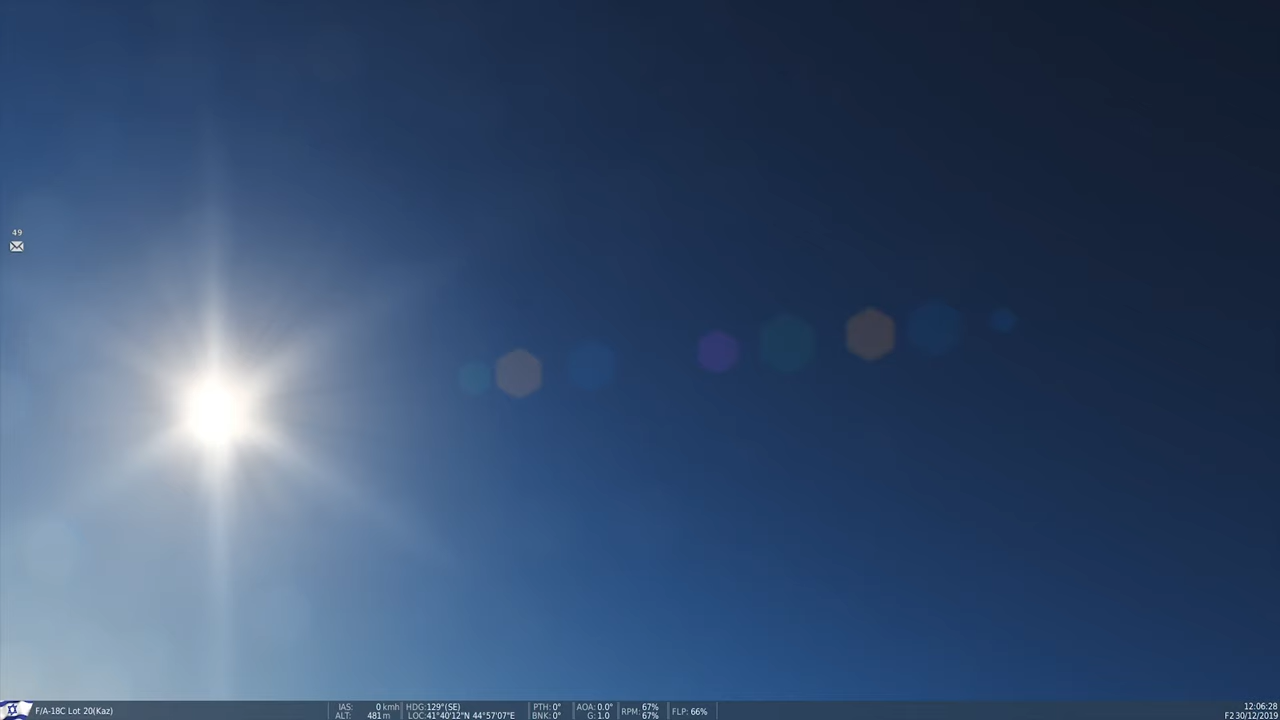 49
F/A-18C Lot 20(Kaz)
IAS: 0 kmh
ALT: 481 m
HDG:129°(SE)
LOC:41°40'12"N 44°57'07"E
PTH: 0°
BNK: 0°
AOA: 0.0°
G: 1.0
RPM: 67%
67%
FLP: 66%
12:06:28
F2 30/12/2019